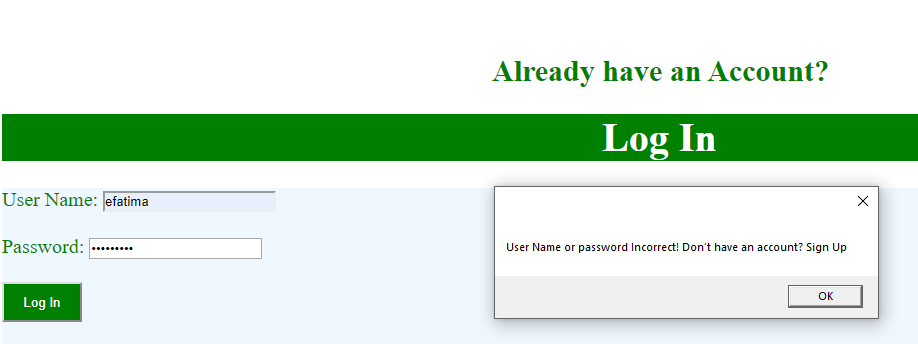 Already have an Account?
Log In
User Name: efatima
User Name or password Incorrect! Don't have an account? Sign Up
Password: •••••••••
OK
Log In